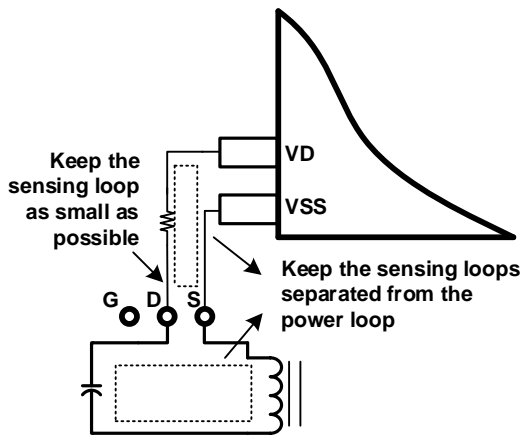 VD
Keep the
sensing loop
as small as
possible
VSS
Keep the sensing loops
separated from the
power loop
G D S